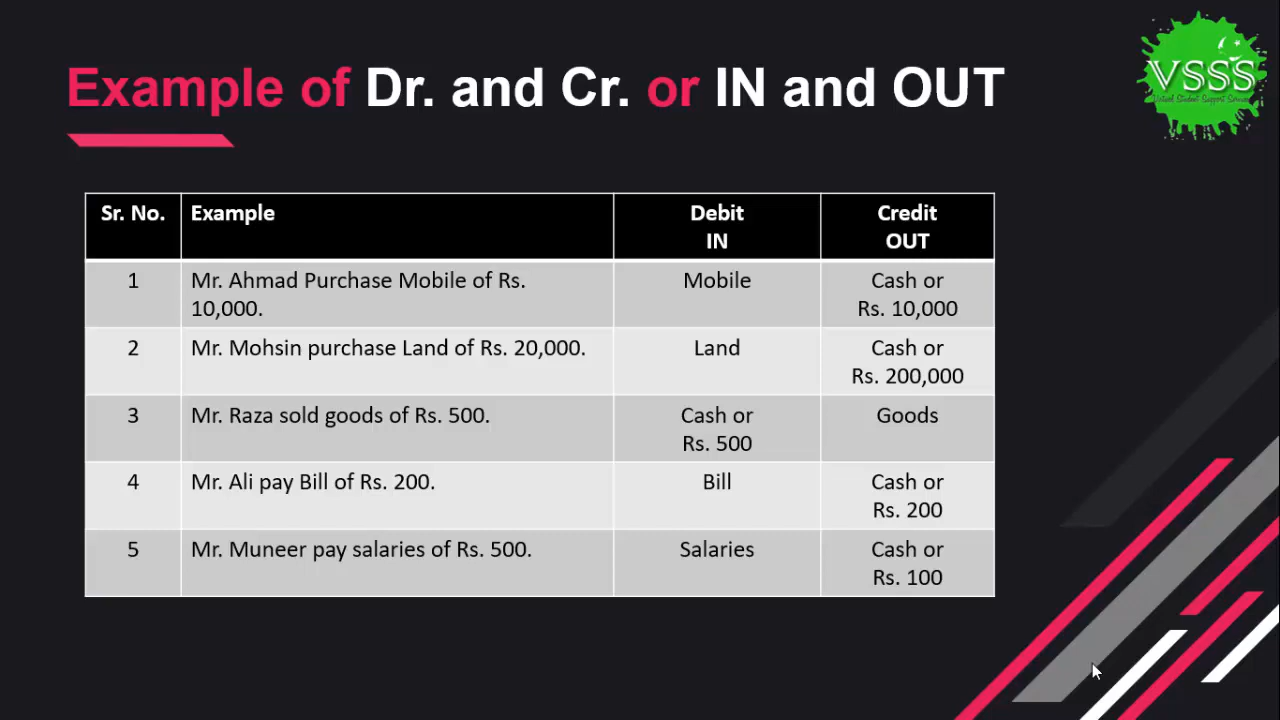 Example of Dr. and Cr. or IN and OUT
VSSS
Virtual Student Support Services
Sr. No. Example Debit IN Credit OUT
1 Mr. Ahmad Purchase Mobile of Rs. 10,000. Mobile Cash or Rs. 10,000
2 Mr. Mohsin purchase Land of Rs. 20,000. Land Cash or Rs. 200,000
3 Mr. Raza sold goods of Rs. 500. Cash or Rs. 500 Goods
4 Mr. Ali pay Bill of Rs. 200. Bill Cash or Rs. 200
5 Mr. Muneer pay salaries of Rs. 500. Salaries Cash or Rs. 100